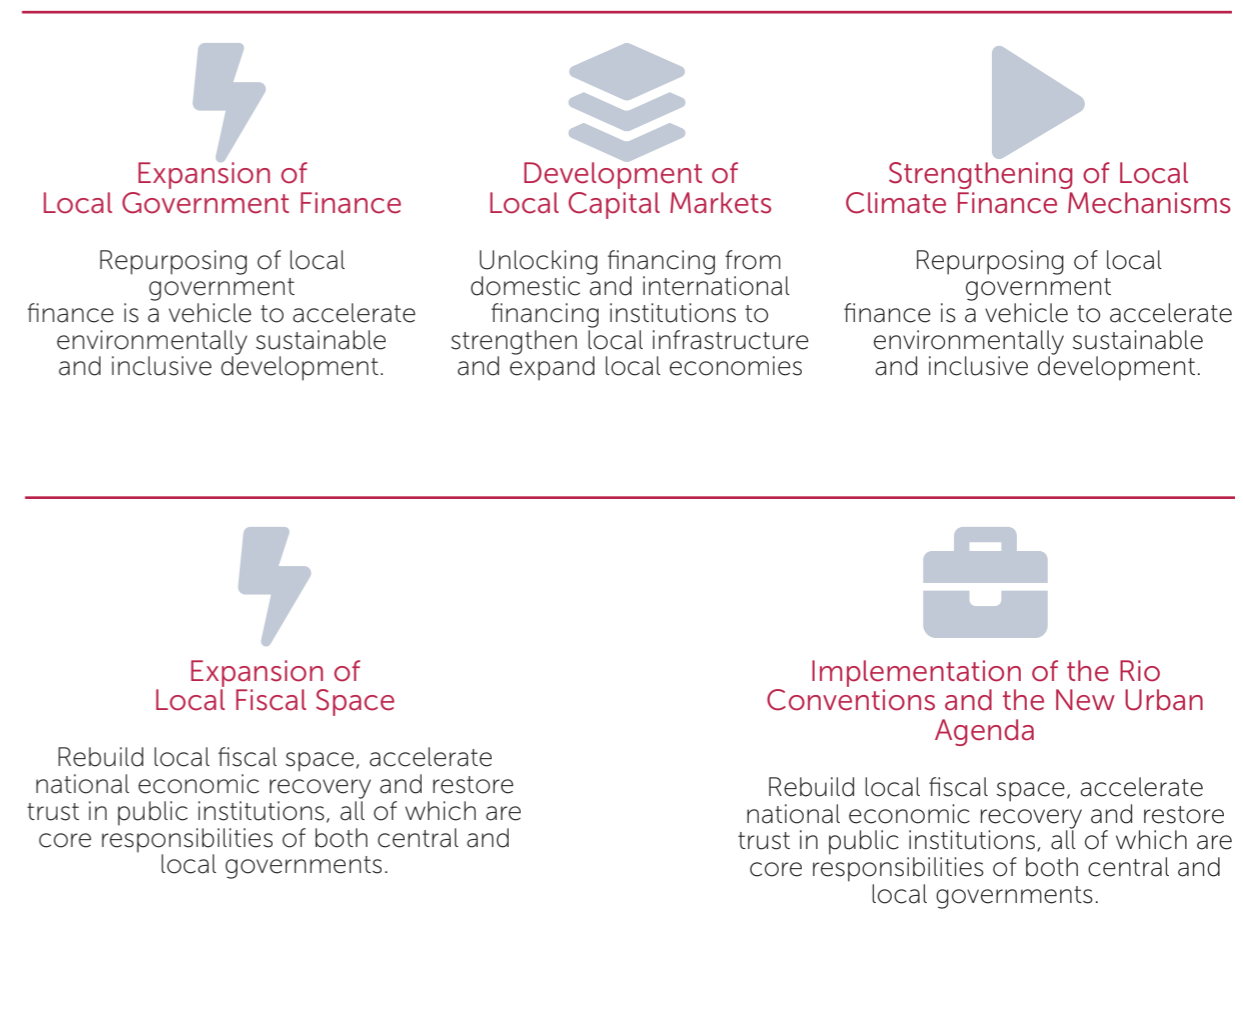 Expansion of
Local Government Finance
Repurposing of local
government
finance is a vehicle to accelerate
environmentally sustainable
and inclusive development.
Development of
Local Capital Markets
Unlocking financing from
domestic and international
financing institutions to
strengthen local infrastructure
and expand local economies
Strengthening of Local
Climate Finance Mechanisms
Repurposing of local
government
finance is a vehicle to accelerate
environmentally sustainable
and inclusive development.
Expansion of
Local Fiscal Space
Rebuild local fiscal space, accelerate
national economic recovery and restore
trust in public institutions, all of which are
core responsibilities of both central and
local governments.
Implementation of the Rio
Conventions and the New Urban
Agenda
Rebuild local fiscal space, accelerate
national economic recovery and restore
trust in public institutions, all of which are
core responsibilities of both central and
local governments.